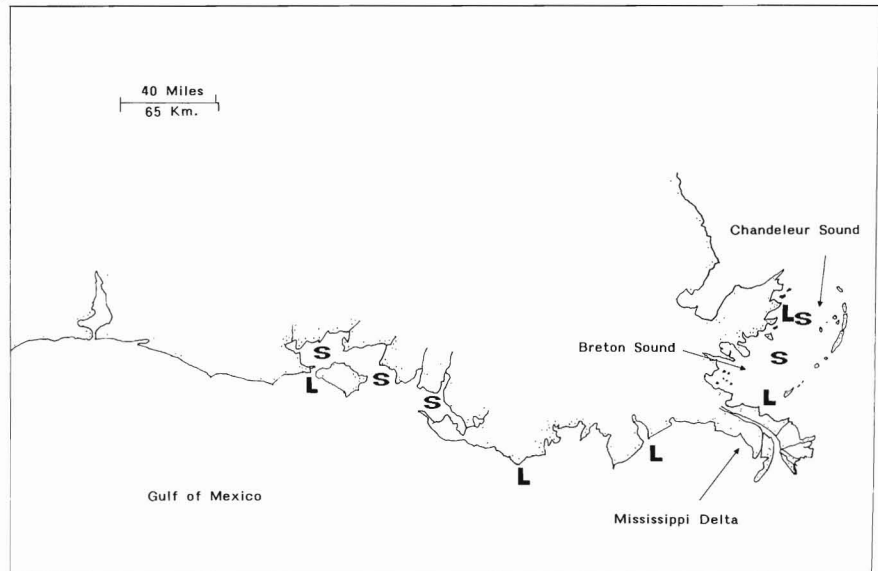 40 Miles
65 Km.
Chandeleur Sound
L S
Breton Sound
S
S
S
L
S
L
L
L
Gulf of Mexico
Mississippi Delta